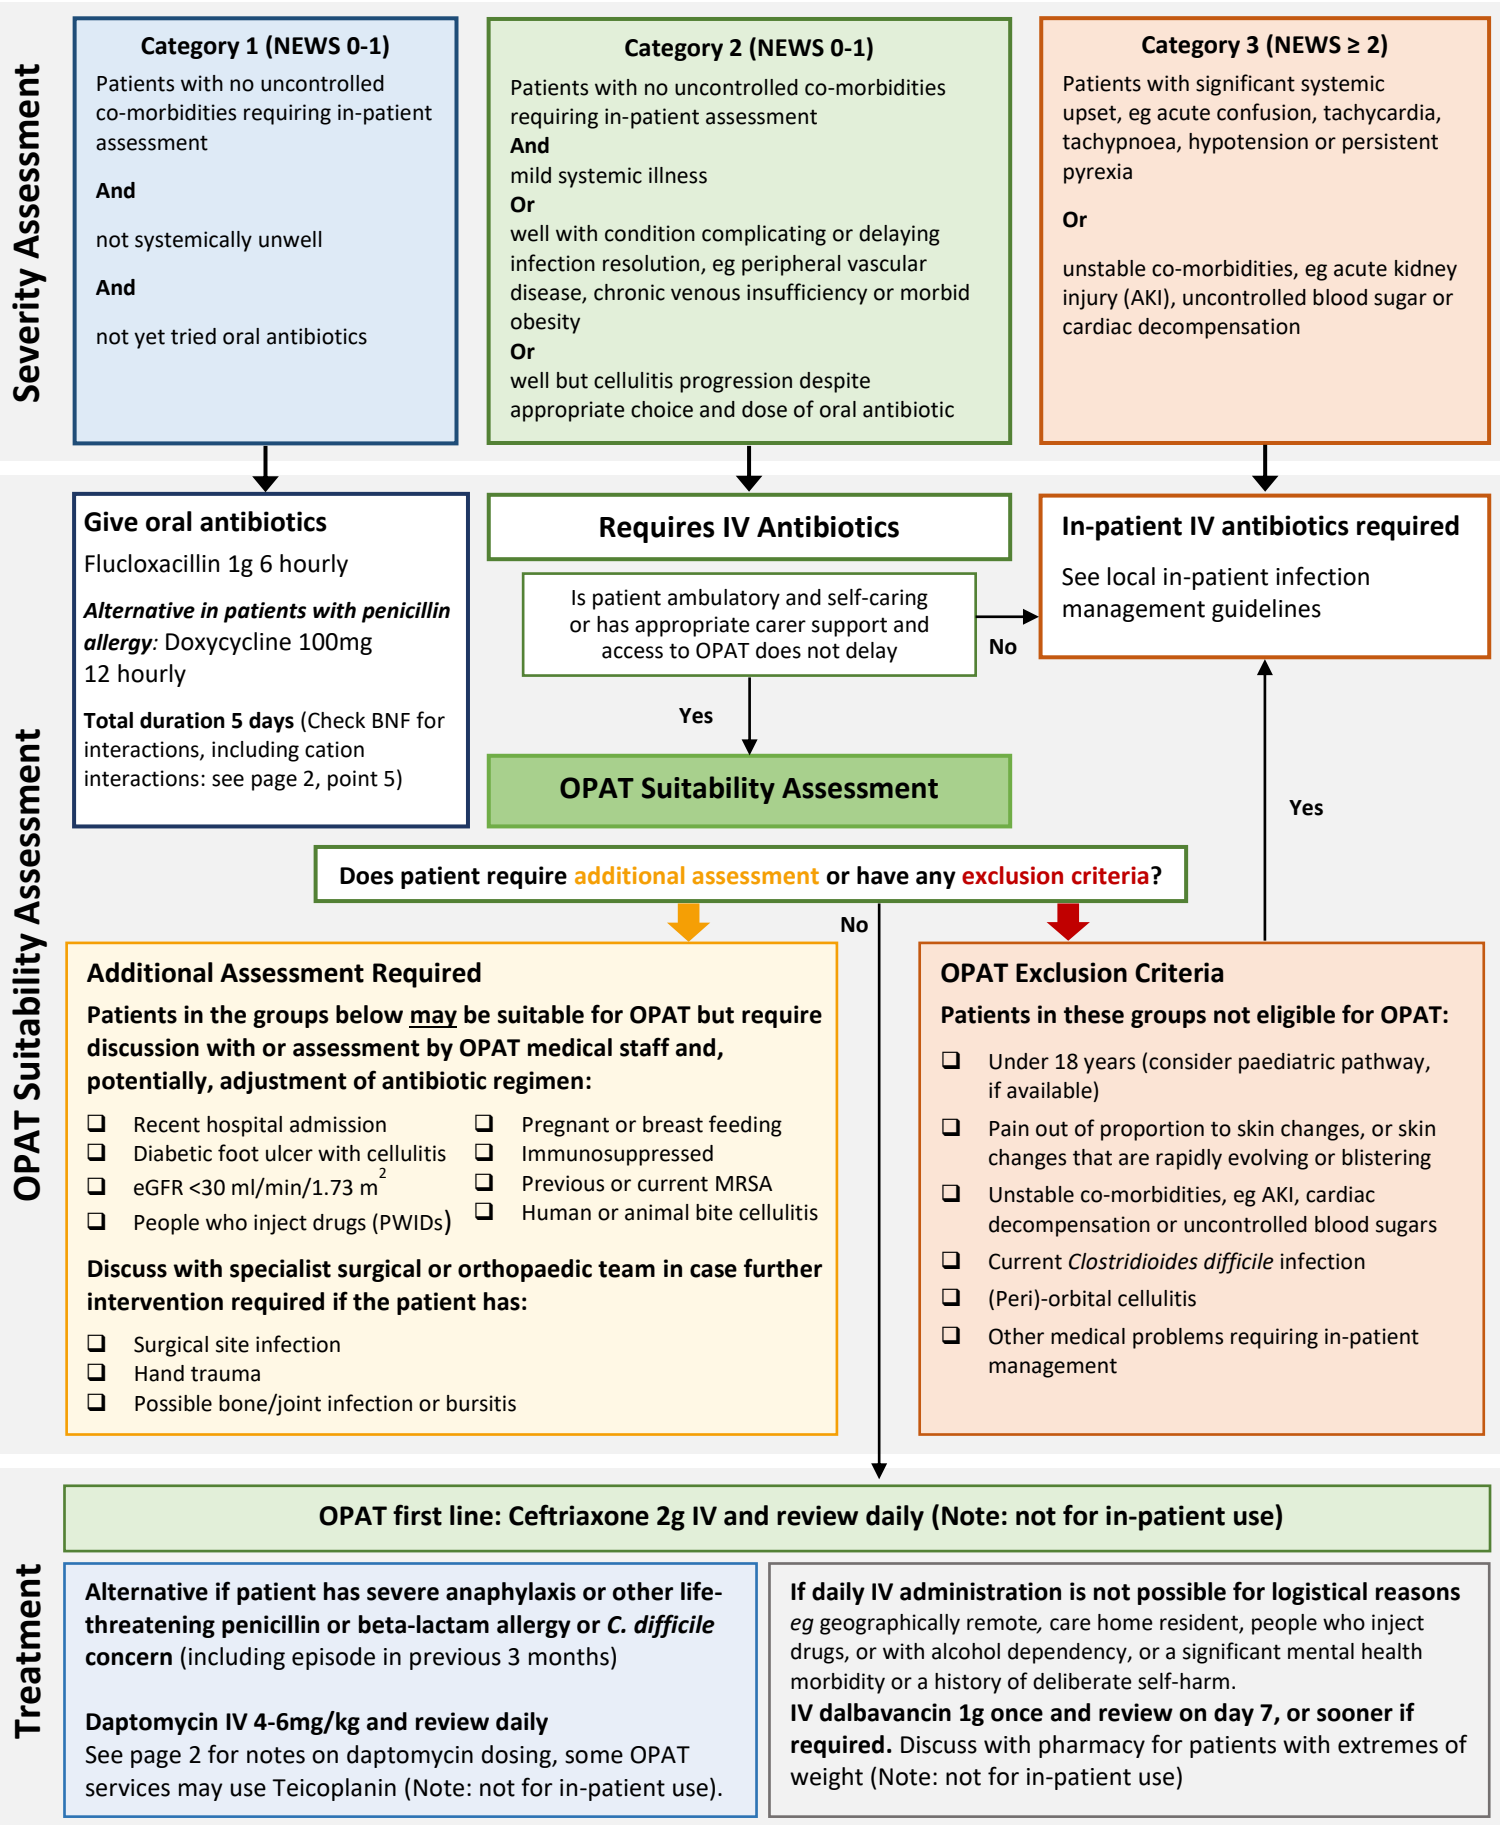 Severity Assessment
Category 1 (NEWS 0-1)
Patients with no uncontrolled
co-morbidities requiring in-patient
assessment
And
not systemically unwell
And
not yet tried oral antibiotics
Category 2 (NEWS 0-1)
Patients with no uncontrolled co-morbidities
requiring in-patient assessment
And
mild systemic illness
Or
well with condition complicating or delaying
infection resolution, eg peripheral vascular
disease, chronic venous insufficiency or morbid
obesity
Or
well but cellulitis progression despite
appropriate choice and dose of oral antibiotic
Category 3 (NEWS ≥ 2)
Patients with significant systemic
upset, eg acute confusion, tachycardia,
tachypnoea, hypotension or persistent
pyrexia
Or
unstable co-morbidities, eg acute kidney
injury (AKI), uncontrolled blood sugar or
cardiac decompensation
OPAT Suitability Assessment
Give oral antibiotics
Flucloxacillin 1g 6 hourly
Alternative in patients with penicillin
allergy: Doxycycline 100mg
12 hourly
Total duration 5 days (Check BNF for
interactions, including cation
interactions: see page 2, point 5)
Requires IV Antibiotics
Is patient ambulatory and self-caring
or has appropriate carer support and
access to OPAT does not delay
No
Yes
In-patient IV antibiotics required
See local in-patient infection
management guidelines
OPAT Suitability Assessment
Yes
Does patient require additional assessment or have any exclusion criteria?
No
Additional Assessment Required
Patients in the groups below may be suitable for OPAT but require
discussion with or assessment by OPAT medical staff and,
potentially, adjustment of antibiotic regimen:
❑ Recent hospital admission
❑ Diabetic foot ulcer with cellulitis
❑ eGFR <30 ml/min/1.73 m²
❑ People who inject drugs (PWIDs)
❑ Pregnant or breast feeding
❑ Immunosuppressed
❑ Previous or current MRSA
❑ Human or animal bite cellulitis
Discuss with specialist surgical or orthopaedic team in case further
intervention required if the patient has:
❑ Surgical site infection
❑ Hand trauma
❑ Possible bone/joint infection or bursitis
OPAT Exclusion Criteria
Patients in these groups not eligible for OPAT:
❑ Under 18 years (consider paediatric pathway,
if available)
❑ Pain out of proportion to skin changes, or skin
changes that are rapidly evolving or blistering
❑ Unstable co-morbidities, eg AKI, cardiac
decompensation or uncontrolled blood sugars
❑ Current Clostridioides difficile infection
❑ (Peri)-orbital cellulitis
❑ Other medical problems requiring in-patient
management
Treatment
OPAT first line: Ceftriaxone 2g IV and review daily (Note: not for in-patient use)
Alternative if patient has severe anaphylaxis or other life-
threatening penicillin or beta-lactam allergy or C. difficile
concern (including episode in previous 3 months)
Daptomycin IV 4-6mg/kg and review daily
See page 2 for notes on daptomycin dosing, some OPAT
services may use Teicoplanin (Note: not for in-patient use).
If daily IV administration is not possible for logistical reasons
eg geographically remote, care home resident, people who inject
drugs, or with alcohol dependency, or a significant mental health
morbidity or a history of deliberate self-harm.
IV dalbavancin 1g once and review on day 7, or sooner if
required. Discuss with pharmacy for patients with extremes of
weight (Note: not for in-patient use)